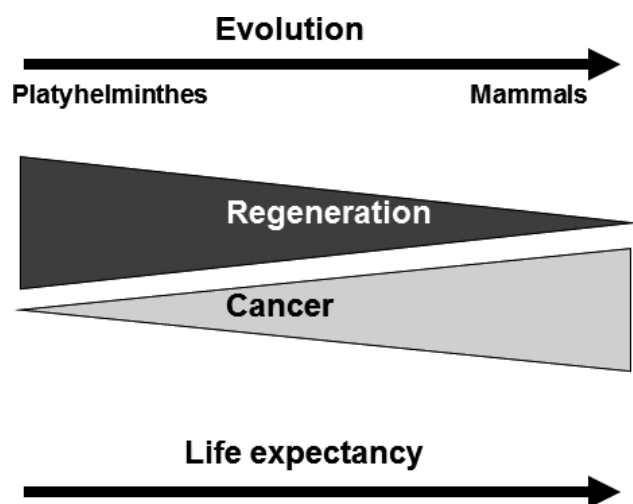 Evolution
Platyhelminthes Mammals
Regeneration
Cancer
Life expectancy